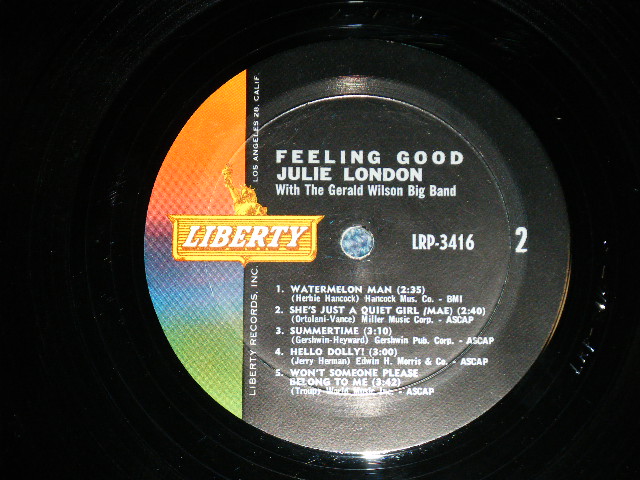 LOS ANGELES 28, CALIF.
FEELING GOOD
JULIE LONDON
With The Gerald Wilson Big Band
LIBERTY
LRP-3416
2
1. WATERMELON MAN (2:35)
(Herbie Hancock) Hancock Mus. Co. - BMI
2. SHE'S JUST A QUIET GIRL /MAE) (2:40)
(Ortolani-Vance) Miller Music Corp. - ASCAP
3. SUMMERTIME (3:10)
(Gershwin-Heyward) Gershwin Pub. Corp. - ASCAP
4. HELLO DOLLY! (3:00)
(Jerry Herman) Edwin H. Morris & Co. - ASCAP
5. WON'T SOMEONE PLEASE
BELONG TO ME (3:42)
(Troupy World Music Inc. - ASCAP
LIBERTY RECORDS, INC.